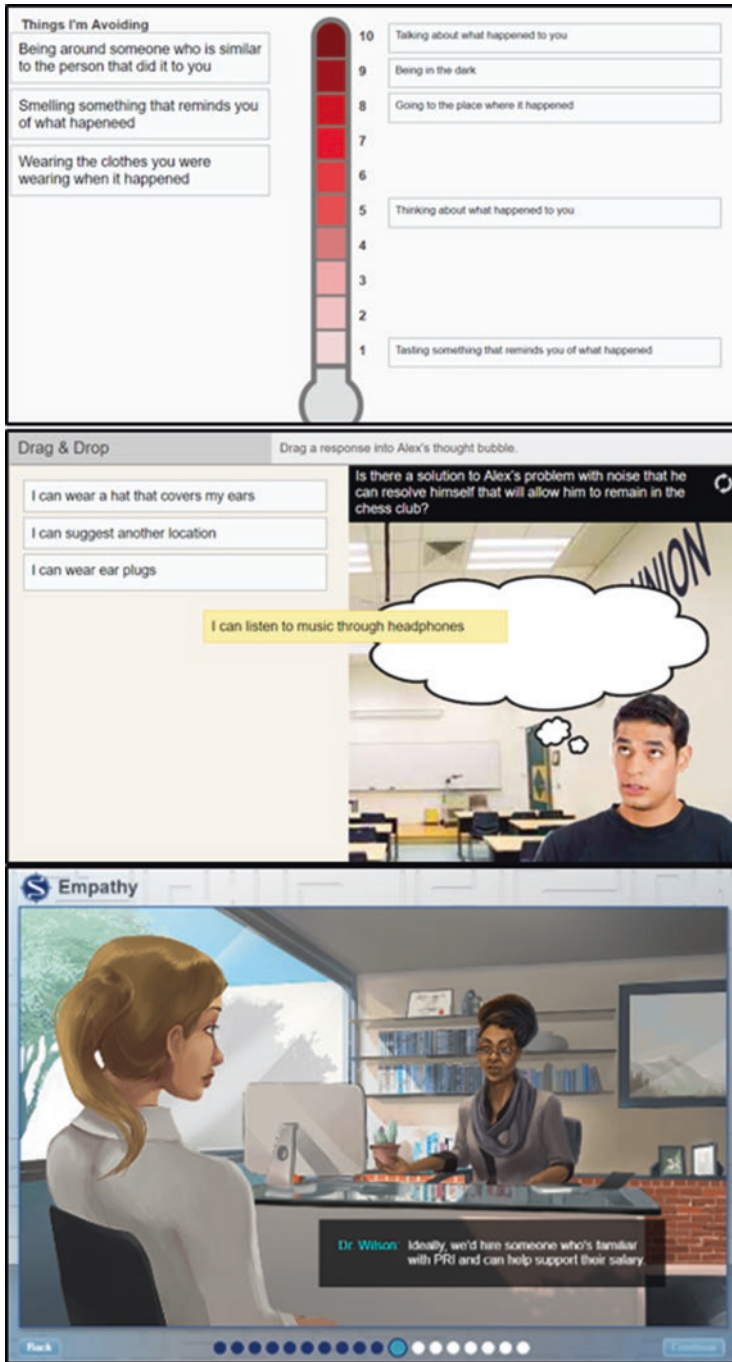 Things I'm Avoiding
Being around someone who is similar
to the person that did it to you
Smelling something that reminds you
of what hapeneed
Wearing the clothes you were
wearing when it happened
10
Talking about what happened to you
9
Being in the dark
8
Going to the place where it happened
7
6
5
Thinking about what happened to you
4
3
2
1
Tasting something that reminds you of what happened
Drag & Drop
Drag a response into Alex's thought bubble.
I can wear a hat that covers my ears
I can suggest another location
I can wear ear plugs
I can listen to music through headphones
Is there a solution to Alex's problem with noise that he
can resolve himself that will allow him to remain in the
chess club?
UNION
S Empathy
Dr. Wilson: Ideally, we'd hire someone who's familiar
with PRI and can help support their salary.
Back
Continue